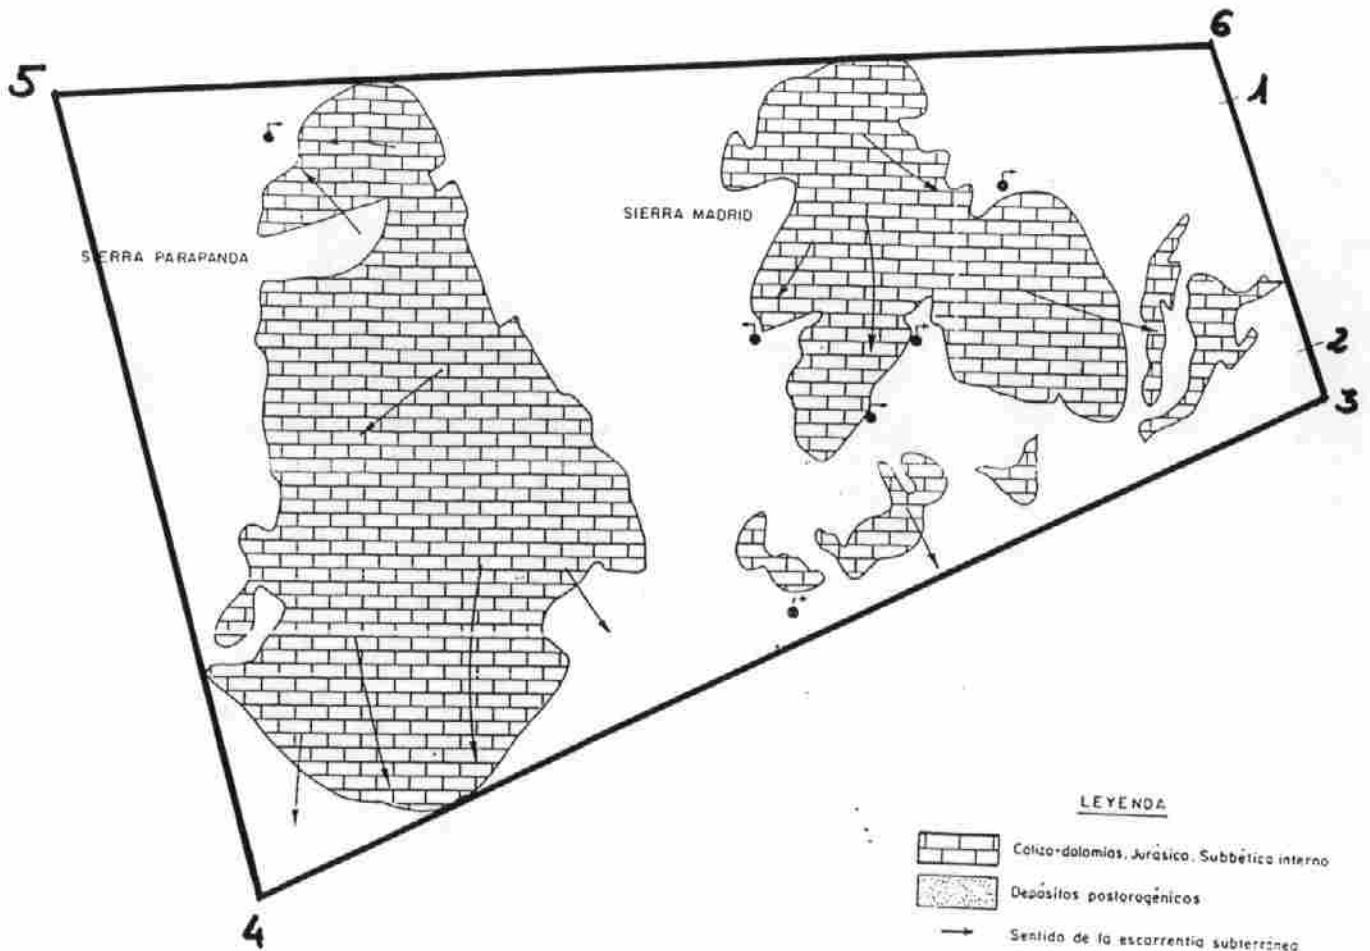 6
5
1
SIERRA MADRID
SIERRA PARAPANDA
2
3
LEYENDA
Calizo-dolomías, Jurásico, Subbético interno
Depósitos postorogénicos
4
Sentido de la escorrentía subterránea